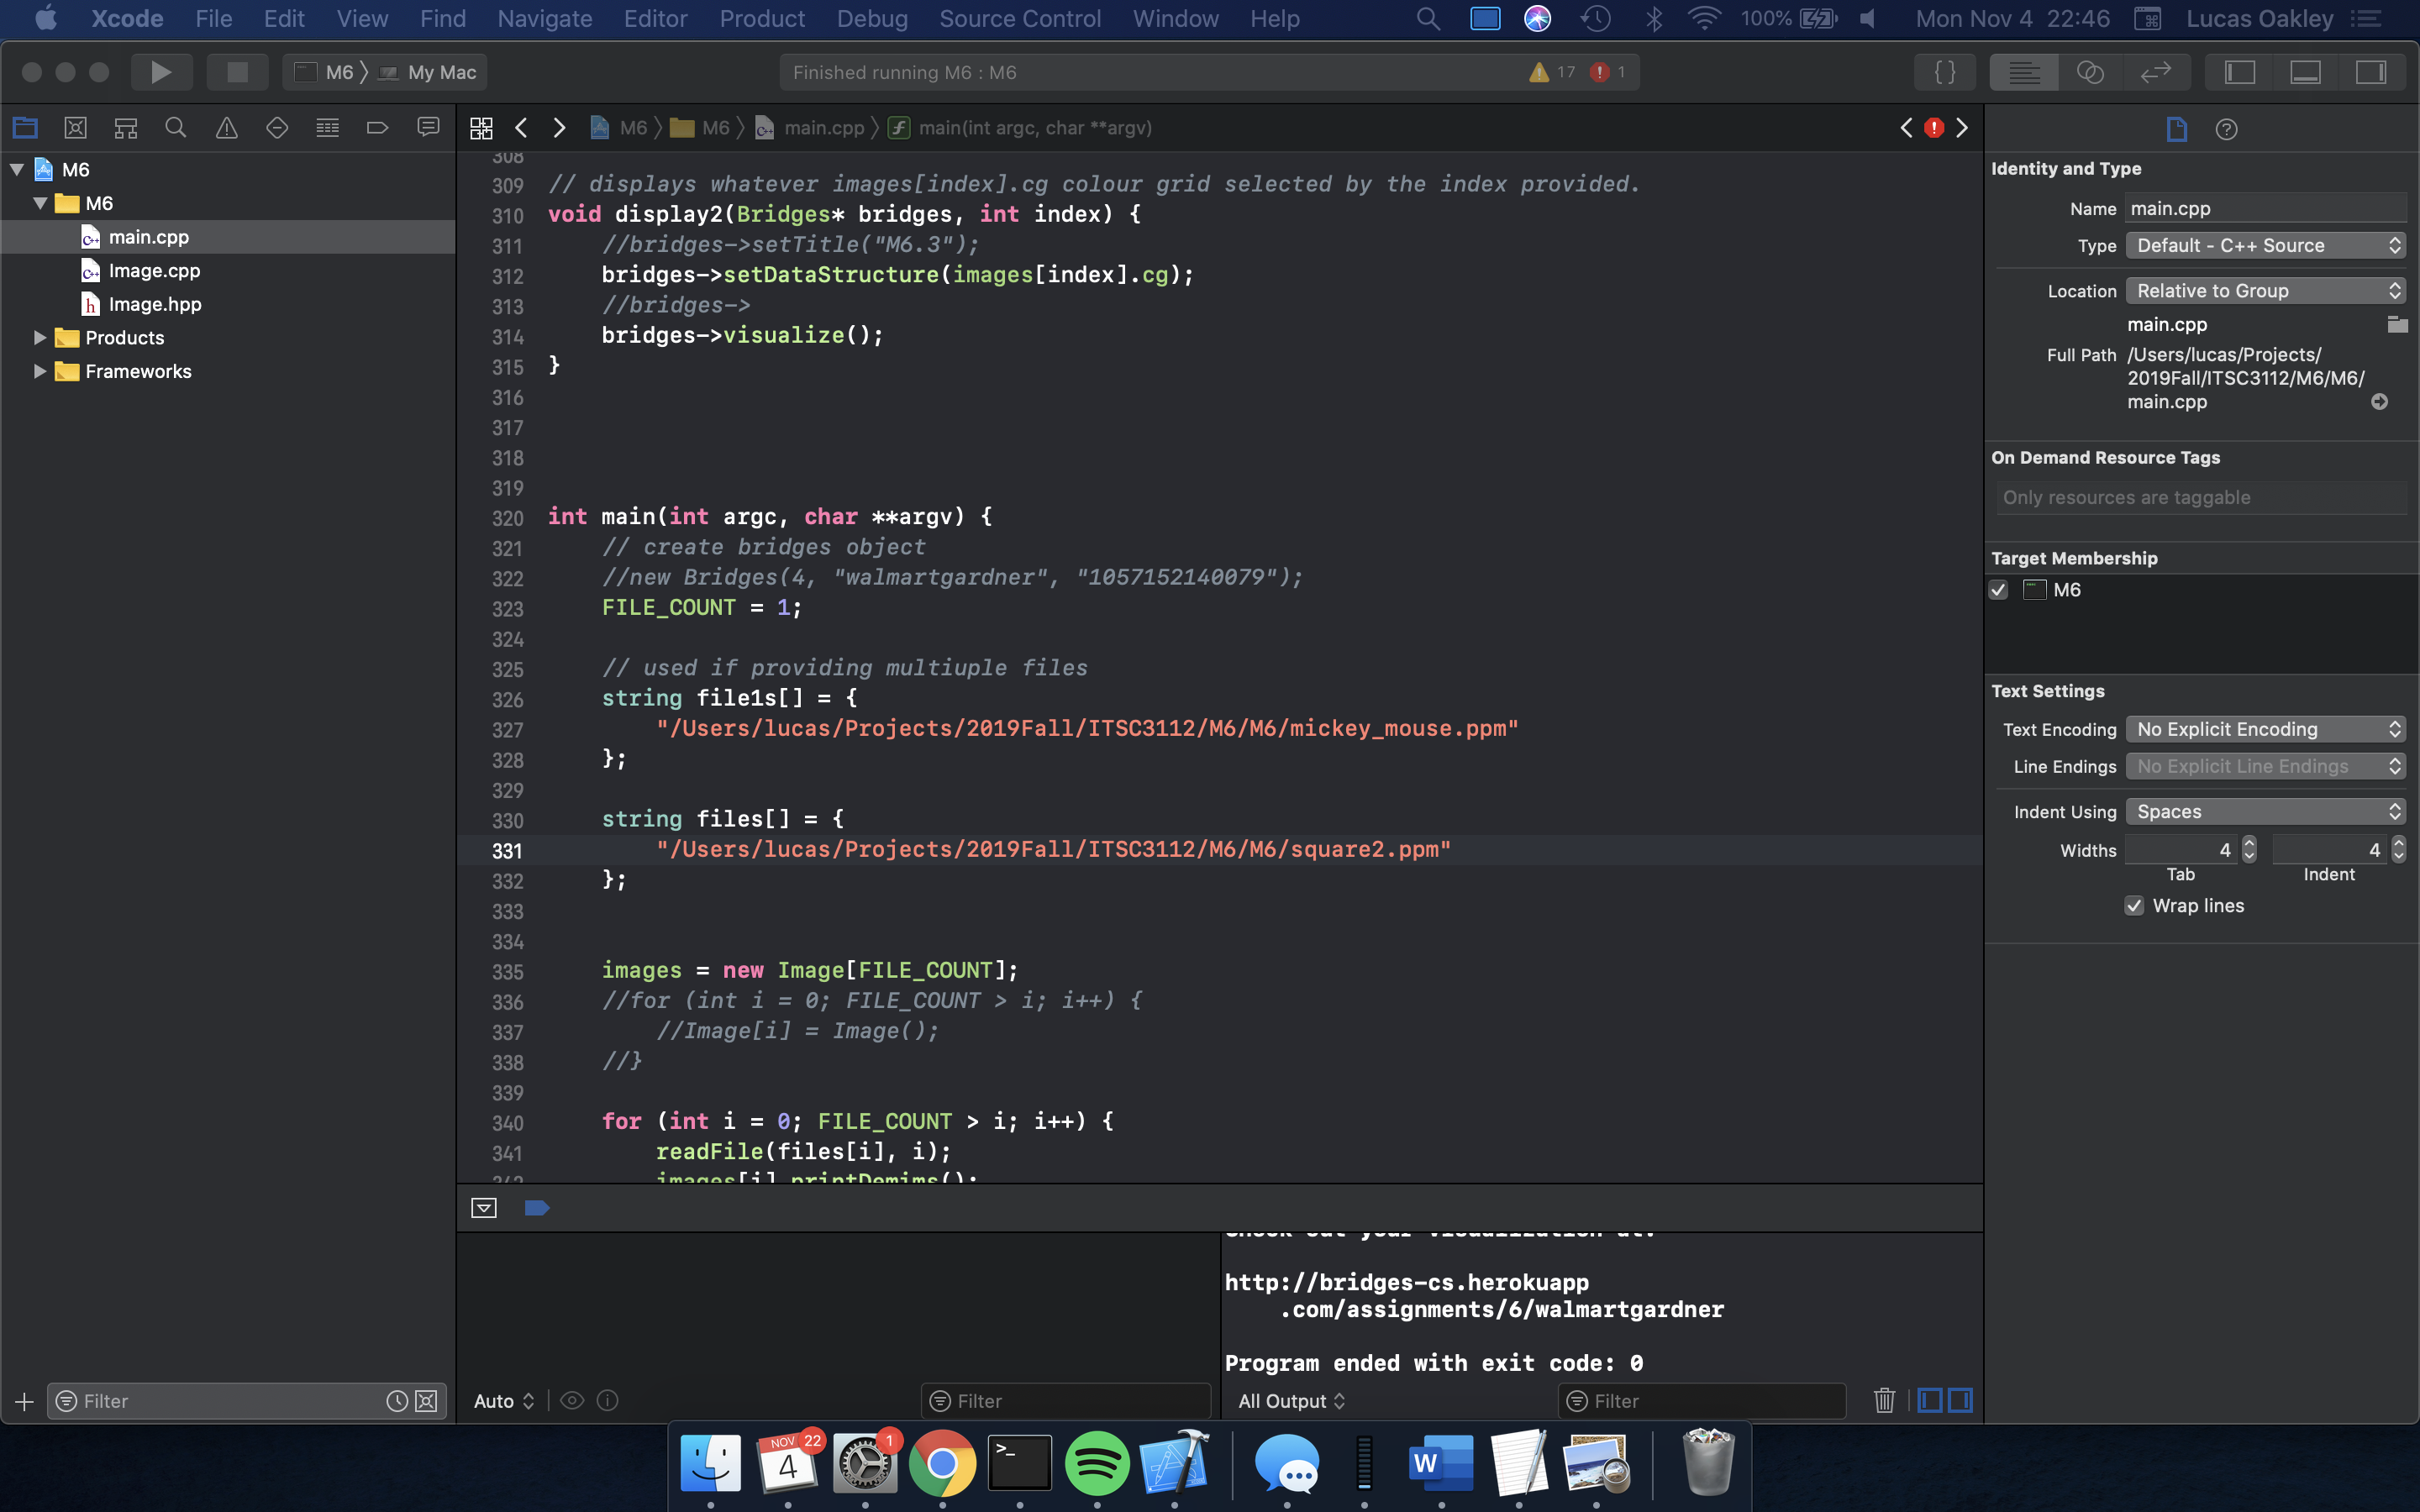 Xcode File Edit View Find Navigate Editor Product Debug Source Control Window Help 100% Mon Nov 4 22:46 Lucas Oakley
M6 My Mac Finished running M6 : M6 17 1
M6 M6 main.cpp main(int argc, char **argv)
M6
M6
main.cpp
Image.cpp
Image.hpp
Products
Frameworks
Filter
308
309 // displays whatever images[index].cg colour grid selected by the index provided.
310 void display2(Bridges* bridges, int index) {
311 //bridges->setTitle("M6.3");
312 bridges->setDataStructure(images[index].cg);
313 //bridges->
314 bridges->visualize();
315 }
316
317
318
319
320 int main(int argc, char **argv) {
321 // create bridges object
322 //new Bridges(4, "walmartgardner", "1057152140079");
323 FILE_COUNT = 1;
324
325 // used if providing multiuple files
326 string file1s[] = {
327 "/Users/lucas/Projects/2019Fall/ITSC3112/M6/M6/mickey_mouse.ppm"
328 };
329
330 string files[] = {
331 "/Users/lucas/Projects/2019Fall/ITSC3112/M6/M6/square2.ppm"
332 };
333
334
335 images = new Image[FILE_COUNT];
336 //for (int i = 0; FILE_COUNT > i; i++) {
337 //Image[i] = Image();
338 //}
339
340 for (int i = 0; FILE_COUNT > i; i++) {
341 readFile(files[i], i);
342 images[i].printDemims();
Auto Filter
Check out your visualization at:
http://bridges-cs.herokuapp
.com/assignments/6/walmartgardner
Program ended with exit code: 0
All Output Filter
Identity and Type
Name main.cpp
Type Default - C++ Source
Location Relative to Group
main.cpp
Full Path /Users/lucas/Projects/
2019Fall/ITSC3112/M6/M6/
main.cpp
On Demand Resource Tags
Only resources are taggable
Target Membership
M6
Text Settings
Text Encoding No Explicit Encoding
Line Endings No Explicit Line Endings
Indent Using Spaces
Widths 4 4
Tab Indent
Wrap lines
NOV 22 1
4 >_ W